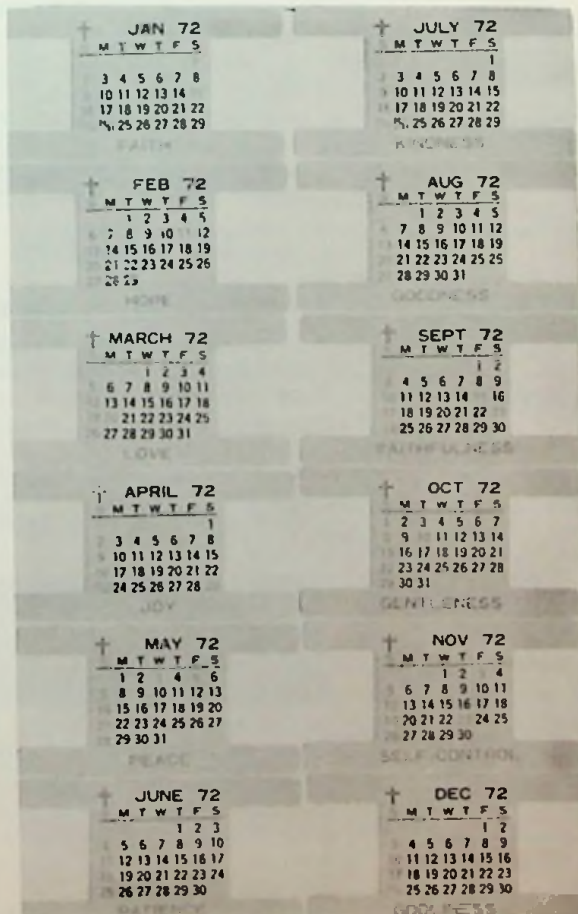 † JAN 72
M T W T F S
3 4 5 6 7 8
10 11 12 13 14
17 18 19 20 21 22
25 26 27 28 29
FAITH
† FEB 72
M T W T F S
1 2 3 4 5
7 8 9 10 12
14 15 16 17 18 19
21 22 23 24 25 26
28 29
HOPE
† MARCH 72
M T W T F S
1 2 3 4
6 7 8 9 10 11
13 14 15 16 17 18
21 22 23 24 25
27 28 29 30 31
LOVE
† APRIL 72
M T W T F S
1
3 4 5 6 7 8
10 11 12 13 14 15
17 18 19 20 21 22
24 25 26 27 28
JOY
† MAY 72
M T W T F S
1 2 4 6
8 9 10 11 12 13
15 16 17 18 19 20
22 23 24 25 26 27
29 30 31
PEACE
† JUNE 72
M T W T F S
1 2 3
5 6 7 8 9 10
12 13 14 15 16 17
19 20 21 22 23 24
26 27 28 29 30
PATIENCE
† JULY 72
M T W T F S
1
3 4 5 6 7 8
10 11 12 13 14 15
17 18 19 20 21 22
25 26 27 28 29
KINDNESS
† AUG 72
M T W T F S
1 2 3 4 5
7 8 9 10 11 12
14 15 16 17 18 19
21 22 23 24 25 26
28 29 30 31
GOODNESS
† SEPT 72
M T W T F S
1 2
4 5 6 7 8 9
11 12 13 14 16
18 19 20 21 22
25 26 27 28 29 30
FAITHFULNESS
† OCT 72
M T W T F S
2 3 4 5 6 7
9 11 12 13 14
16 17 18 19 20 21
23 24 25 26 27 28
30 31
GENTLENESS
† NOV 72
M T W T F S
1 2 4
6 7 8 9 10 11
13 14 15 16 17 18
20 21 22 24 25
27 28 29 30
SELF-CONTROL
† DEC 72
M T W T F S
1 2
4 5 6 7 8 9
11 12 13 14 15 16
18 19 20 21 22 23
25 26 27 28 29 30
GODLINESS